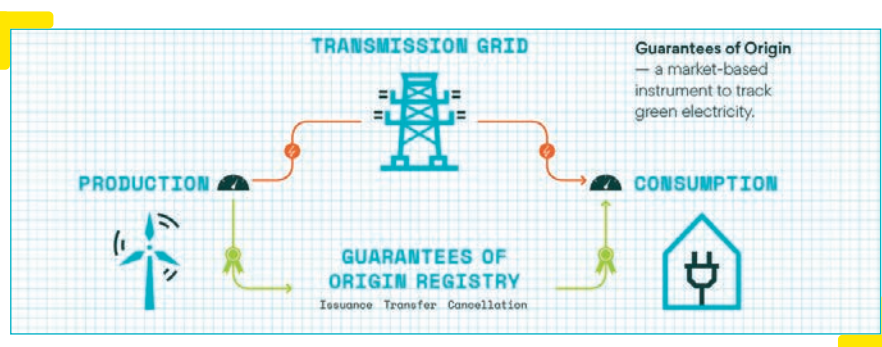 TRANSMISSION GRID
Guarantees of Origin
— a market-based
instrument to track
green electricity.
PRODUCTION
CONSUMPTION
GUARANTEES OF
ORIGIN REGISTRY
Issuance Transfer Cancellation